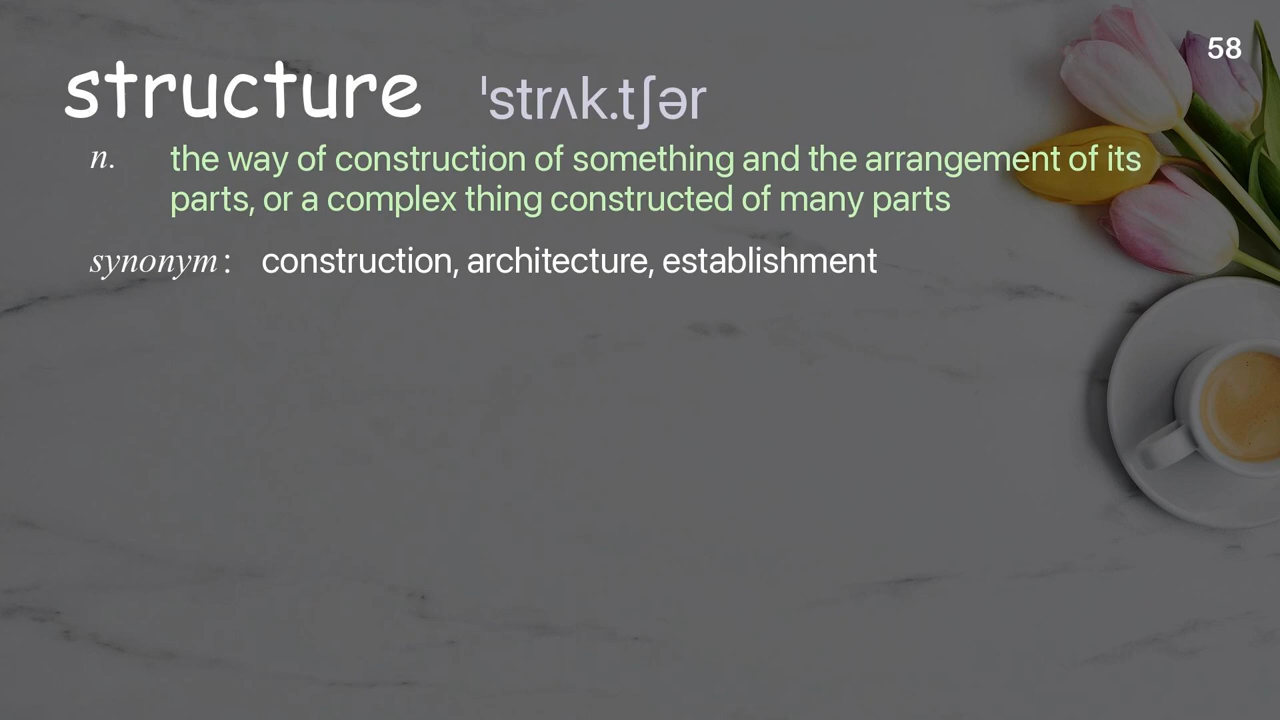 58
structure ˈstrʌk.tʃər
n. the way of construction of something and the arrangement of its
parts, or a complex thing constructed of many parts
synonym : construction, architecture, establishment